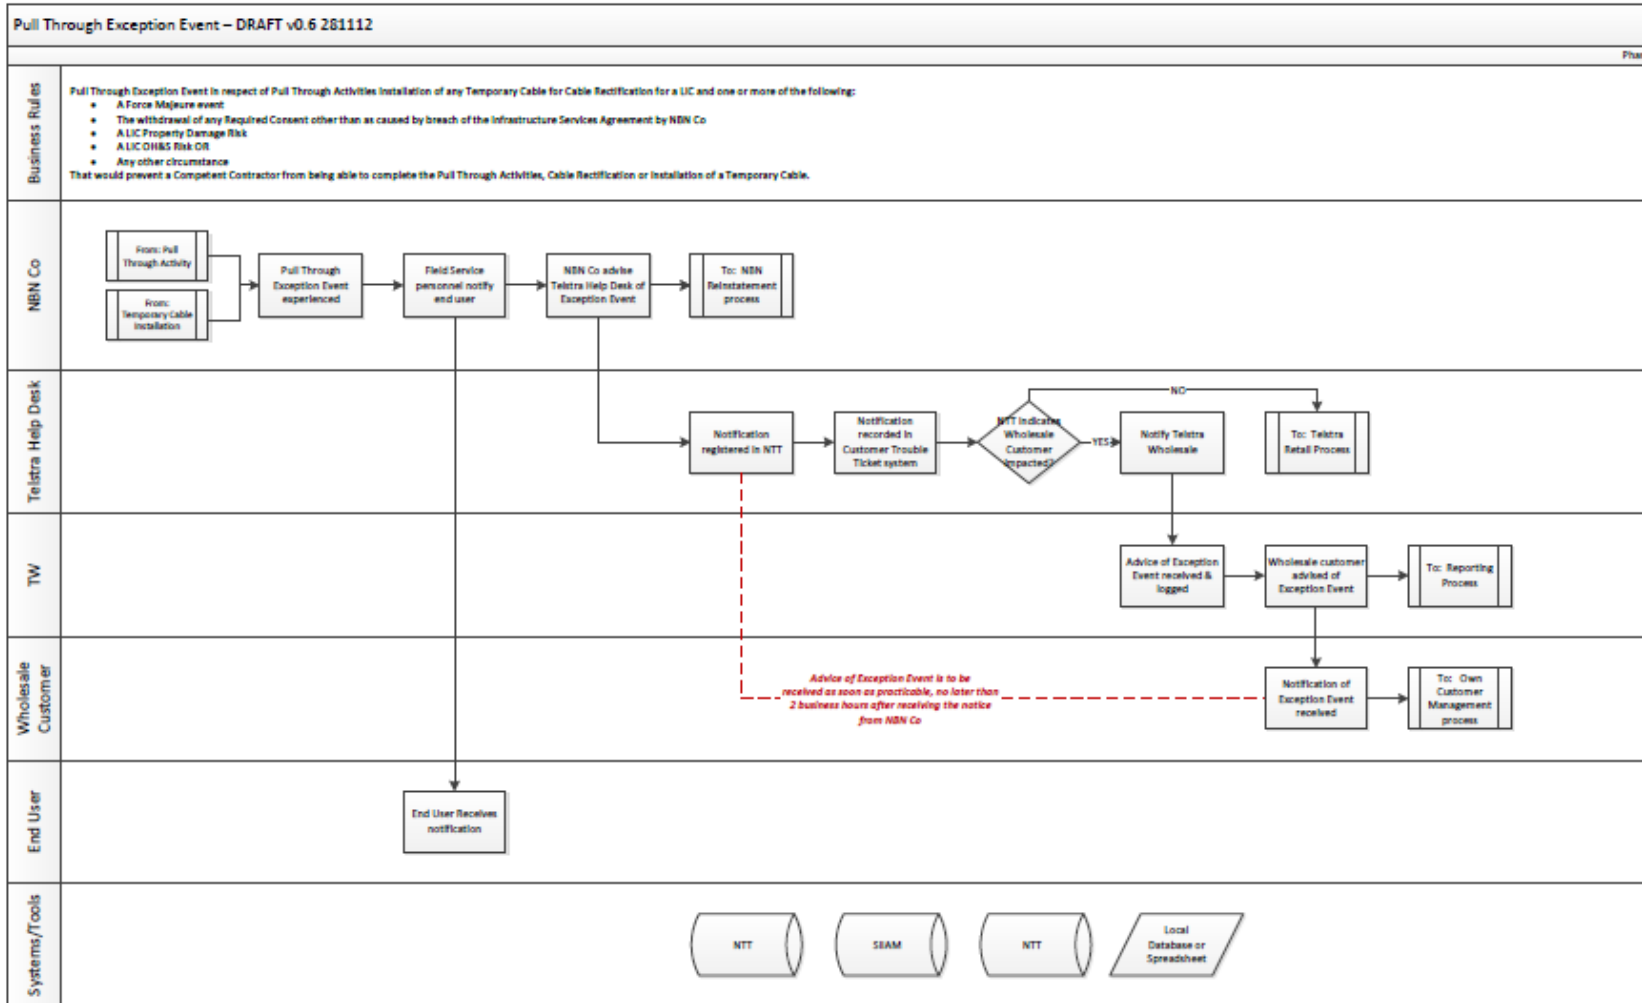 Pull Through Exception Event – DRAFT v0.6 281112
Phas
Business Rules
Pull Through Exception Event in respect of Pull Through Activities Installation of any Temporary Cable for Cable Rectification for a LIC and one or more of the following:
• A Force Majeure event
• The withdrawal of any Required Consent other than as caused by breach of the Infrastructure Services Agreement by NBN Co
• A LIC Property Damage Risk
• A LIC OH&S Risk OR
• Any other circumstance
That would prevent a Competent Contractor from being able to complete the Pull Through Activities, Cable Rectification or Installation of a Temporary Cable.
NBN Co
From: Pull
Through Activity
From:
Temporary Cable
Installation
Pull Through
Exception Event
experienced
Field Service
personnel notify
end user
NBN Co advise
Telstra Help Desk of
Exception Event
To: NBN
Reinstatement
process
Telstra Help Desk
Notification
registered in NTT
Notification
recorded in
Customer Trouble
Ticket system
NTT indicates
Wholesale
Customer
impacted?
NO
YES
Notify Telstra
Wholesale
To: Telstra
Retail Process
TW
Advice of Exception
Event received &
logged
Wholesale customer
advised of
Exception Event
To: Reporting
Process
Wholesale
Customer
Advice of Exception Event is to be
received as soon as practicable, no later than
2 business hours after receiving the notice
from NBN Co
Notification of
Exception Event
received
To: Own
Customer
Management
process
End User
End User Receives
notification
Systems/Tools
NTT
SIIAM
NTT
Local
Database or
Spreadsheet